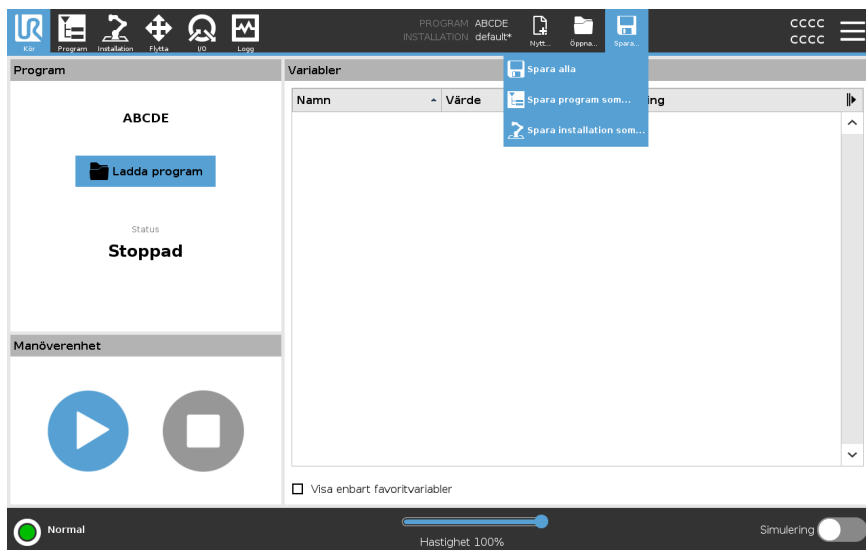 UR
PROGRAM ABCDE
INSTALLATION default*
CCCC
CCCC
Kör Program Installation Flytta I/O Logg Nytt... Öppna... Spara...
Program
Variabler
Spara alla
Spara program som...
Spara installation som...
Namn Värde ing
ABCDE
Ladda program
Status
Stoppad
Manöverenhet
Visa enbart favoritvariabler
Normal
Hastighet 100%
Simulering